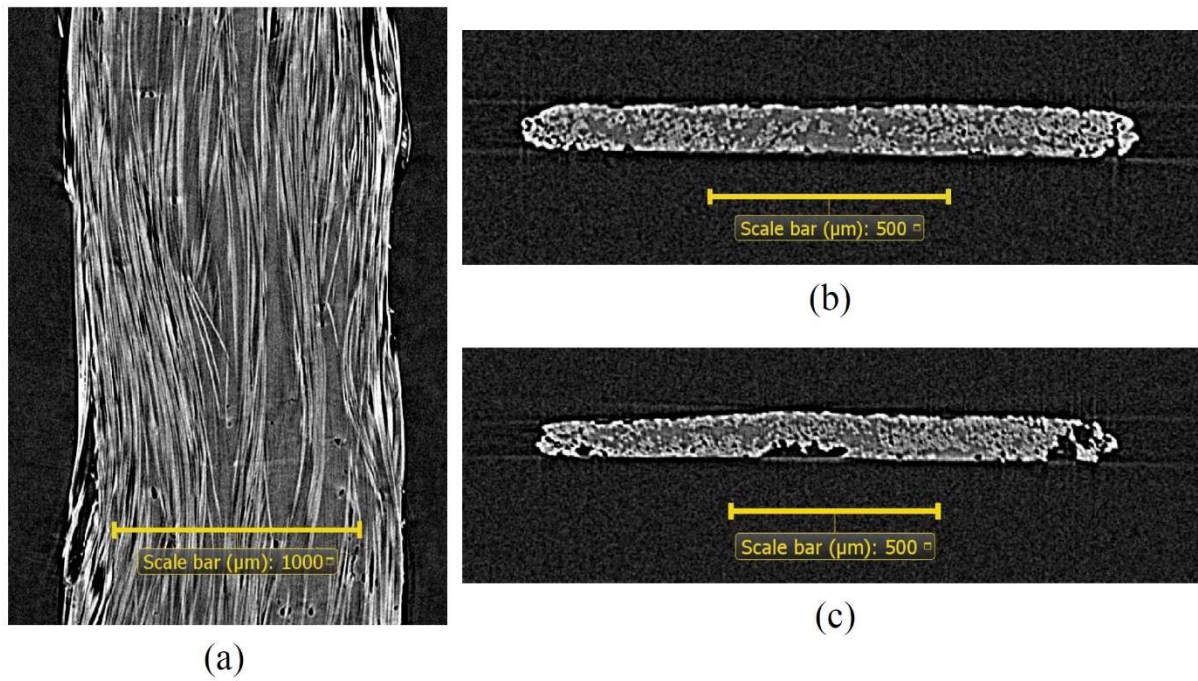 Scale bar (µm): 1000
(a)
Scale bar (µm): 500
(b)
Scale bar (µm): 500
(c)